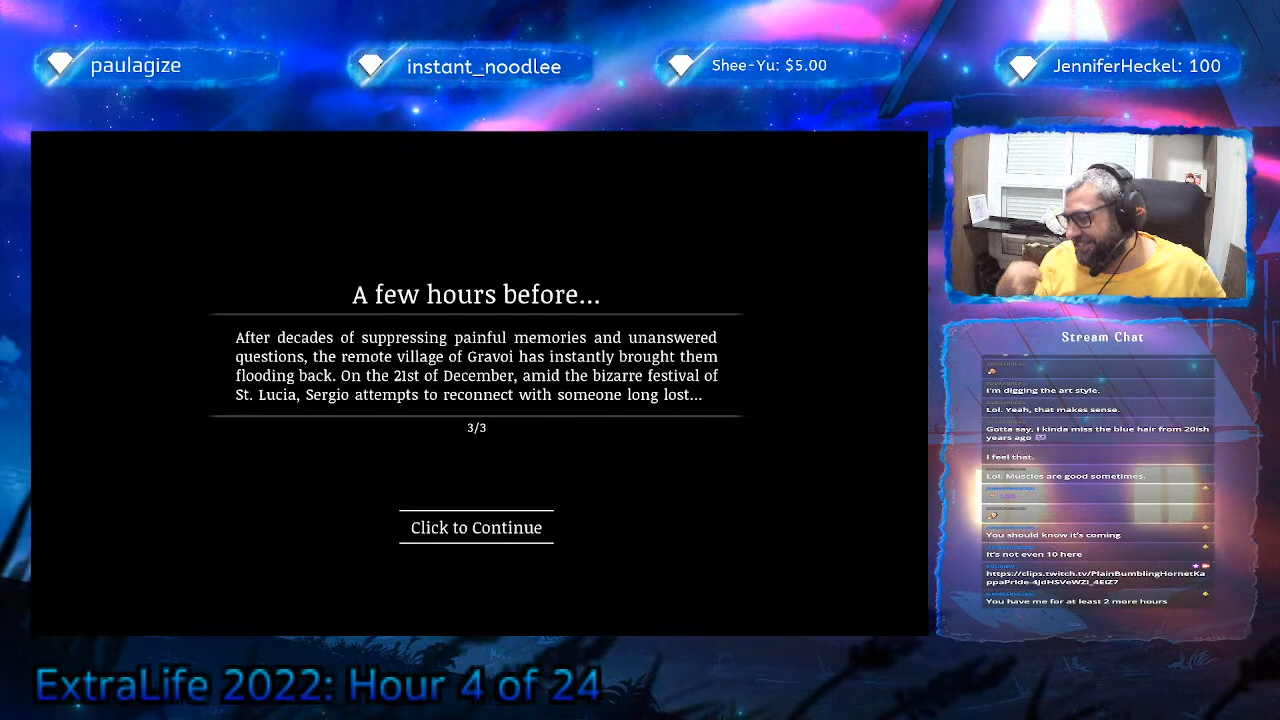 paulagize
instant_noodlee
Shee-Yu: $5.00
JenniferHeckel: 100
A few hours before...
After decades of suppressing painful memories and unanswered
questions, the remote village of Gravoi has instantly brought them
flooding back. On the 21st of December, amid the bizarre festival of
St. Lucia, Sergio attempts to reconnect with someone long lost...
3/3
Click to Continue
Stream Chat
I'm digging the art style.
Lol. Yeah, that makes sense.
Gotta say, I kinda miss the blue hair from 20ish
years ago
I feel that.
Lol. Muscles are good sometimes.
You should know it's coming
It's not even 10 here
https://clips.twitch.tv/PlainBumblingHornetKa
You have me for at least 2 more hours
ExtraLife 2022: Hour 4 of 24